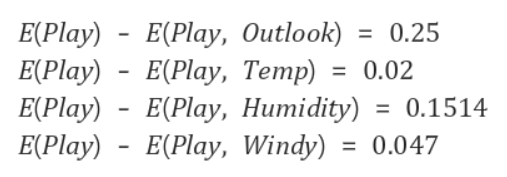 E(Play) - E(Play, Outlook) = 0.25
E(Play) - E(Play, Temp) = 0.02
E(Play) - E(Play, Humidity) = 0.1514
E(Play) - E(Play, Windy) = 0.047